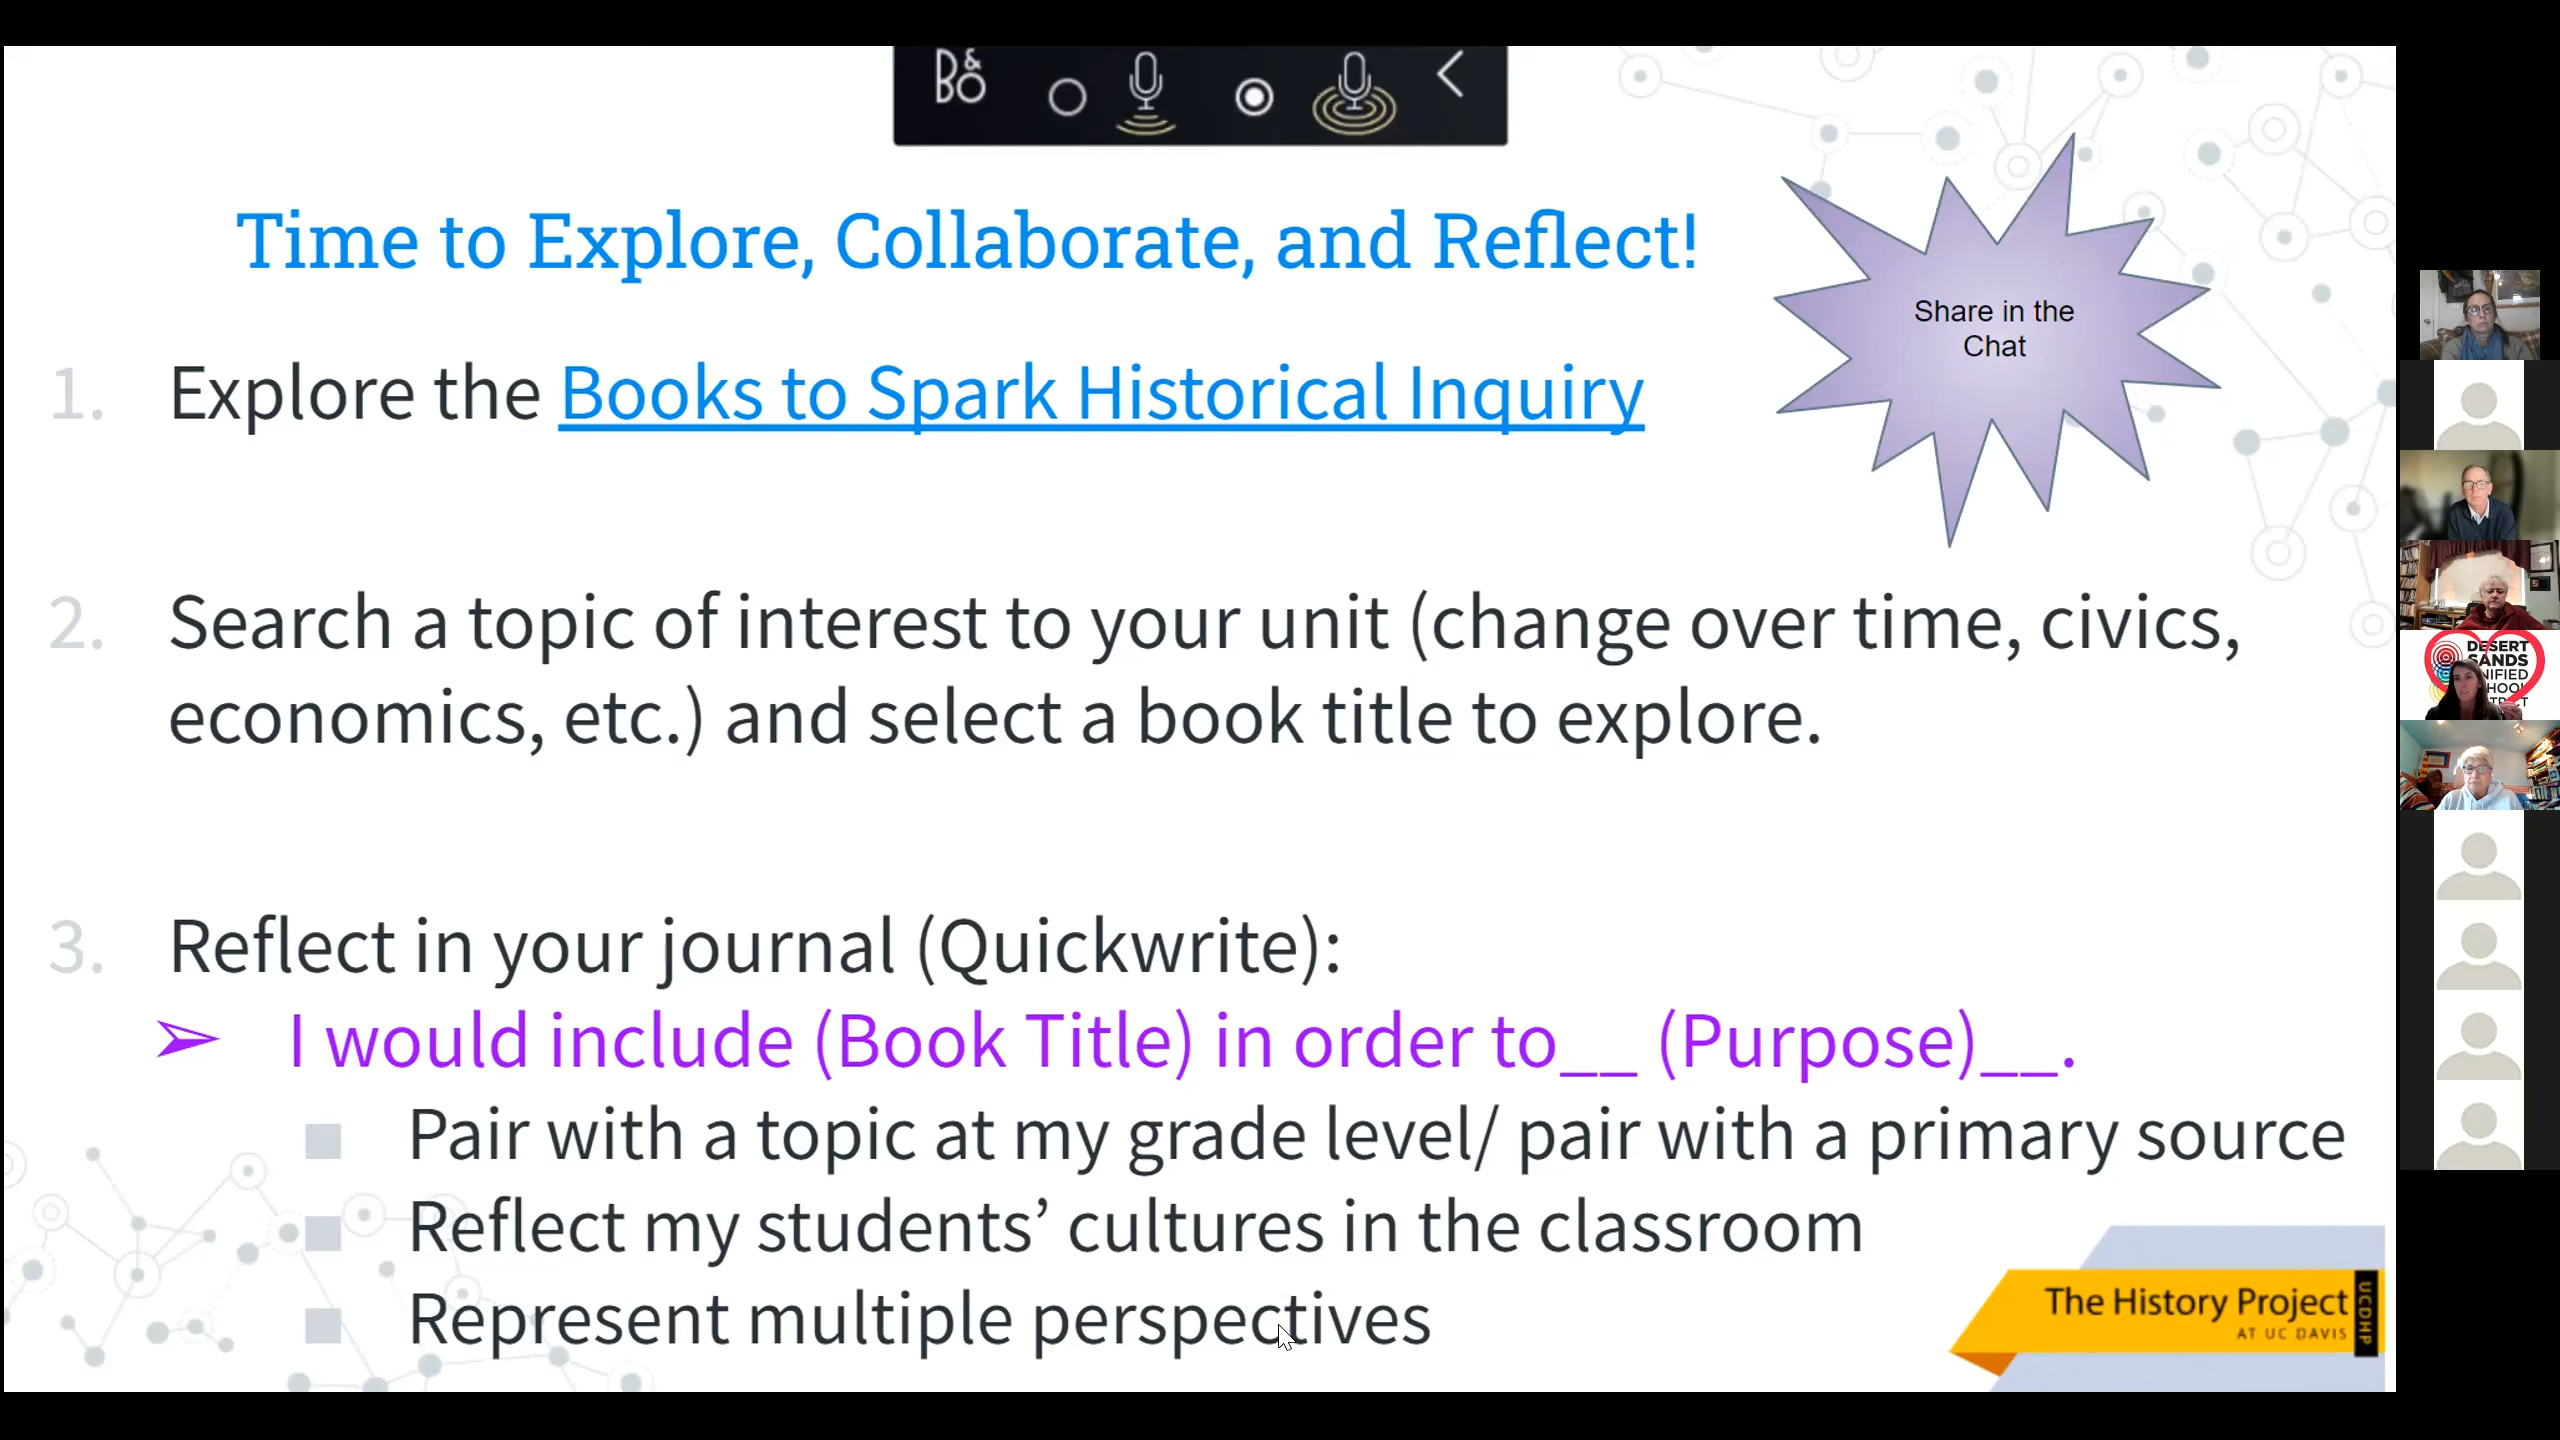 B&O
Time to Explore, Collaborate, and Reflect!
Share in the
Chat
1. Explore the Books to Spark Historical Inquiry
2. Search a topic of interest to your unit (change over time, civics,
economics, etc.) and select a book title to explore.
3. Reflect in your journal (Quickwrite):
➢ I would include (Book Title) in order to__ (Purpose)__.
■ Pair with a topic at my grade level/ pair with a primary source
■ Reflect my students’ cultures in the classroom
■ Represent multiple perspectives
The History Project
AT UC DAVIS
UCDHP
DESERT
SANDS
NIFIED
HOOL